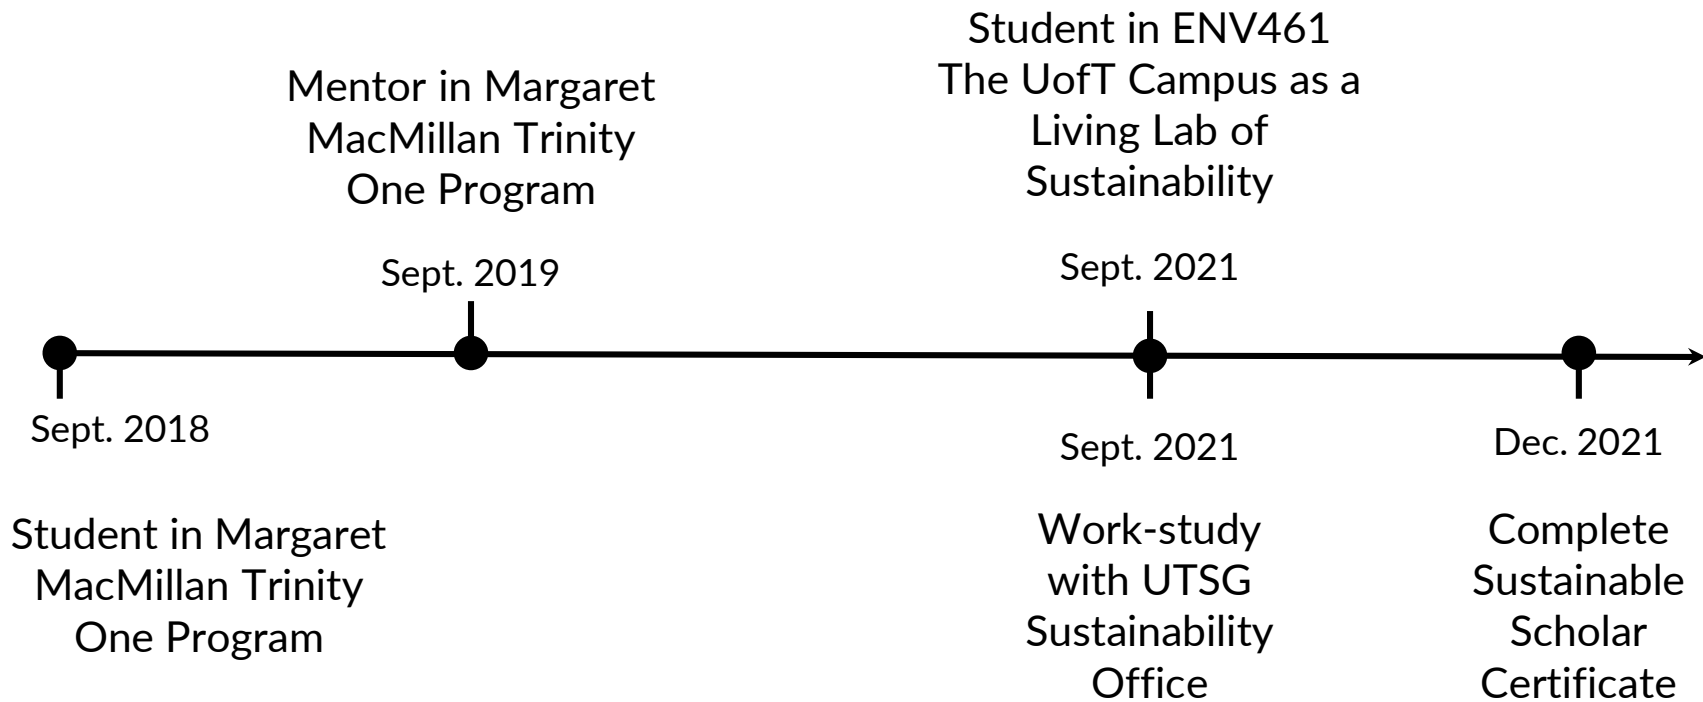 Student in ENV461
The UofT Campus as a
Living Lab of
Sustainability
Mentor in Margaret
MacMillan Trinity
One Program
Sept. 2019
Sept. 2021
Sept. 2018
Sept. 2021
Dec. 2021
Student in Margaret
MacMillan Trinity
One Program
Work-study
with UTSG
Sustainability
Office
Complete
Sustainable
Scholar
Certificate